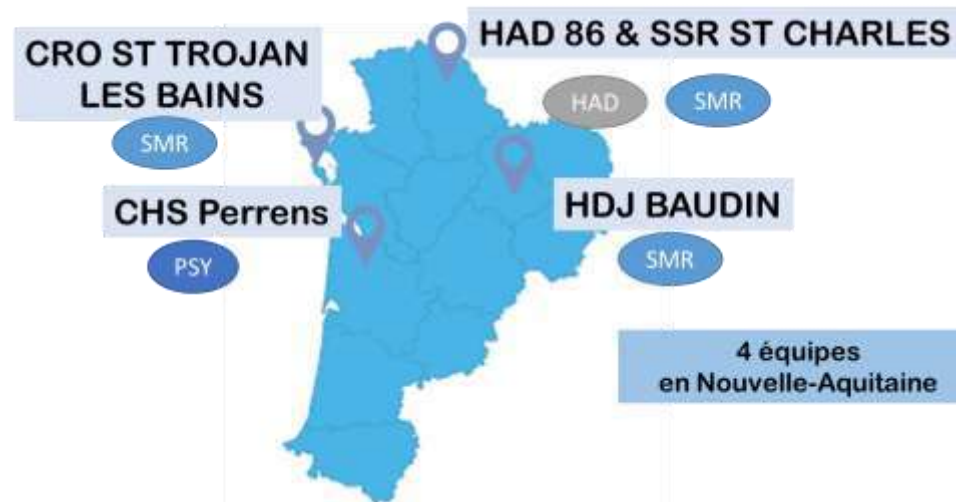 CRO ST TROJAN
LES BAINS
SMR
HAD 86 & SSR ST CHARLES
HAD
SMR
CHS Perrens
PSY
HDJ BAUDIN
SMR
4 équipes
en Nouvelle-Aquitaine